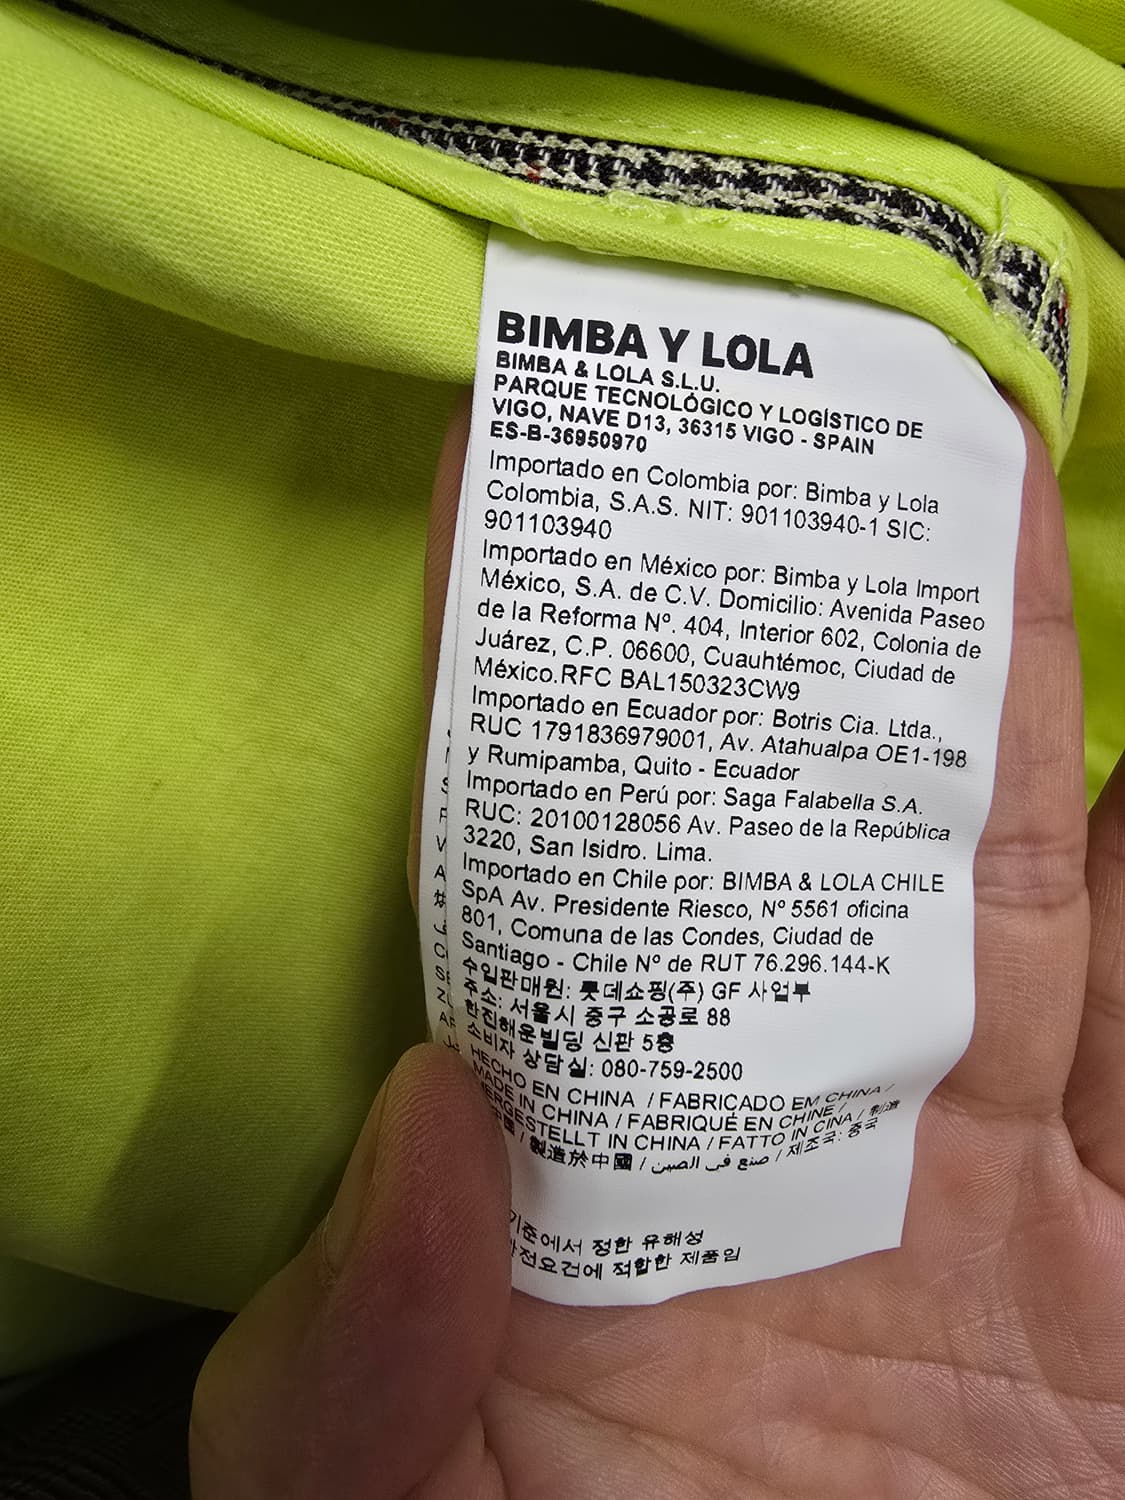 BIMBA Y LOLA
BIMBA & LOLA S.L.U.
PARQUE TECNOLÓGICO Y LOGÍSTICO DE
VIGO, NAVE D13, 36315 VIGO - SPAIN
ES-B-36950970
Importado en Colombia por: Bimba y Lola
Colombia, S.A.S. NIT: 901103940-1 SIC:
901103940
Importado en México por: Bimba y Lola Import
México, S.A. de C.V. Domicilio: Avenida Paseo
de la Reforma Nº. 404, Interior 602, Colonia de
Juárez, C.P. 06600, Cuauhtémoc, Ciudad de
México.RFC BAL150323CW9
Importado en Ecuador por: Botris Cia. Ltda.,
RUC 1791836979001, Av. Atahualpa OE1-198
y Rumipamba, Quito - Ecuador
Importado en Perú por: Saga Falabella S.A.
RUC: 20100128056 Av. Paseo de la República
3220, San Isidro. Lima.
Importado en Chile por: BIMBA & LOLA CHILE
SpA Av. Presidente Riesco, Nº 5561 oficina
801, Comuna de las Condes, Ciudad de
Santiago - Chile Nº de RUT 76.296.144-K
수입판매원: 롯데쇼핑(주) GF 사업부
주소: 서울시 중구 소공로 88
한진해운빌딩 신관 5층
소비자 상담실: 080-759-2500
HECHO EN CHINA / FABRICADO EM CHINA /
MADE IN CHINA / FABRIQUÉ EN CHINE /
HERGESTELLT IN CHINA / FATTO IN CINA / 制造
中國 / 製造於中國 / صنع في الصين / 제조국: 중국
기준에서 정한 유해성
안전요건에 적합한 제품임